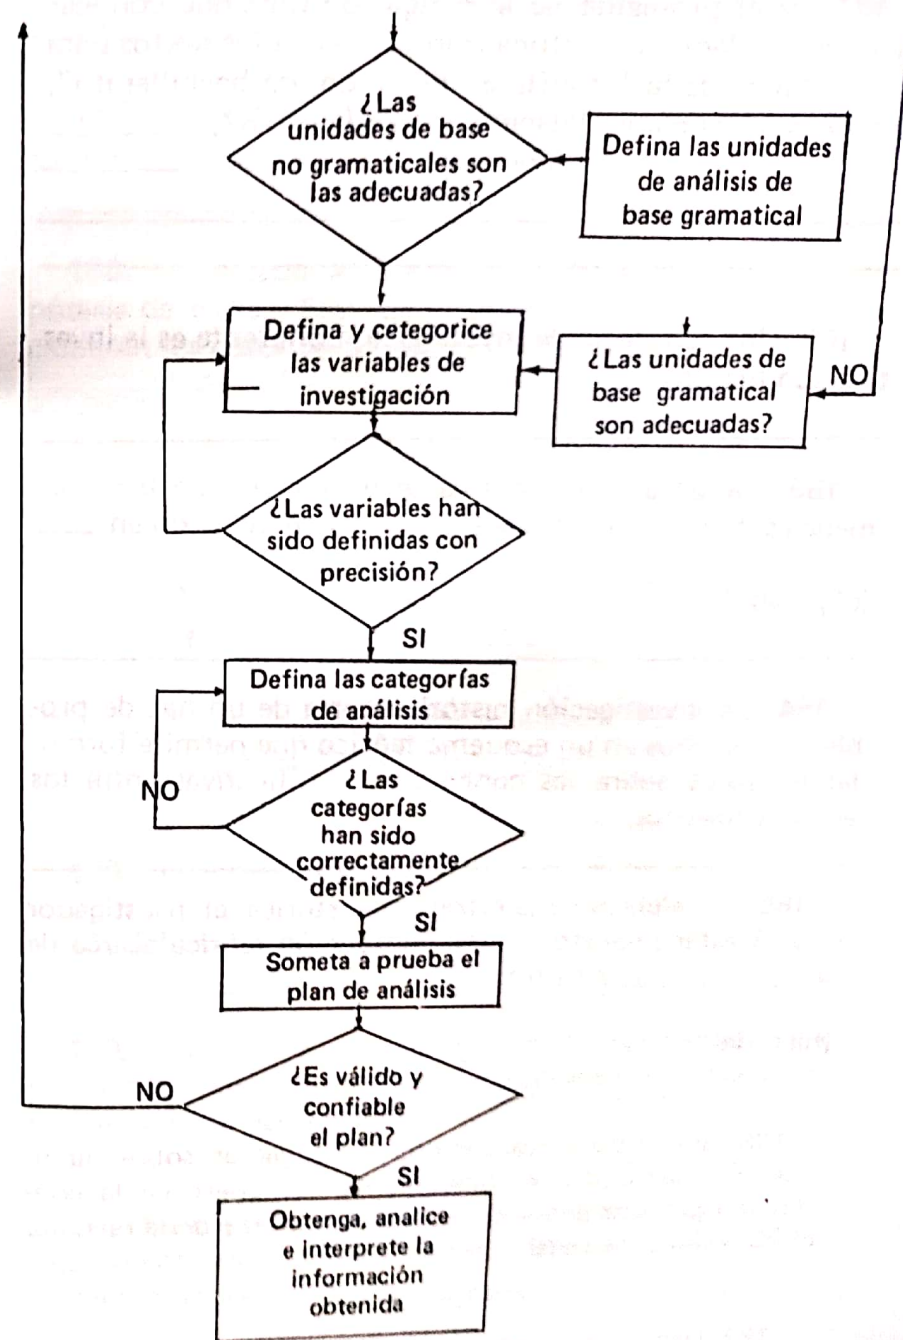 ¿Las
unidades de base
no gramaticales son
las adecuadas?
Defina las unidades
de análisis de
base gramatical
Defina y cetegorice
las variables de
investigación
¿Las unidades de
base gramatical
son adecuadas?
NO
¿Las variables han
sido definidas con
precisión?
SI
Defina las categorías
de análisis
NO
¿Las
categorías
han sido
correctamente
definidas?
SI
Someta a prueba el
plan de análisis
NO
¿Es válido y
confiable
el plan?
SI
Obtenga, analice
e interprete la
información
obtenida